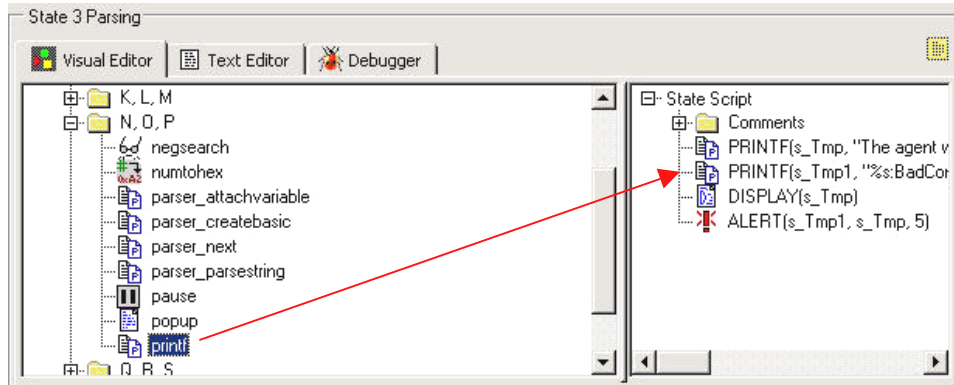 State 3 Parsing
Visual Editor
Text Editor
Debugger
K, L, M
N, O, P
negsearch
numtohex
parser_attachvariable
parser_createbasic
parser_next
parser_parsestring
pause
popup
printf
Q, R, S
State Script
Comments
PRINTF(s_Tmp, "The agent
PRINTF(s_Tmp1, "%s:BadCor
DISPLAY(s_Tmp)
ALERT(s_Tmp1, s_Tmp, 5)